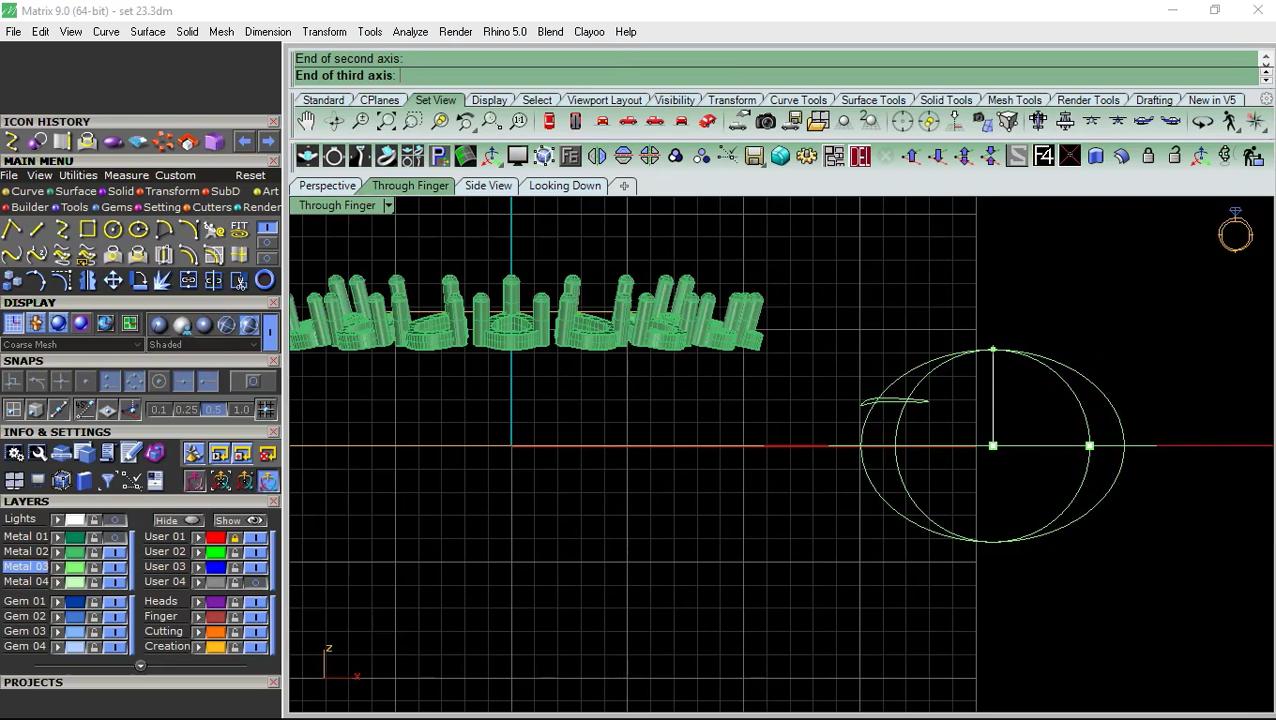 Matrix 9.0 (64-bit) - set 23.3dm
File Edit View Curve Surface Solid Mesh Dimension Transform Tools Analyze Render Rhino 5.0 Blend Clayoo Help
End of second axis:
End of third axis:
Standard CPlanes Set View Display Select Viewport Layout Visibility Transform Curve Tools Surface Tools Solid Tools Mesh Tools Render Tools Drafting New in V5
ICON HISTORY
MAIN MENU
File View Utilities Measure Custom Reset
Curve Surface Solid Transform SubD Art
Builder Tools Gems Setting Cutters Render
FIT
DISPLAY
Custom Mesh Shaded
SNAPS
0.1 0.25 0.5 1.0
INFO & SETTINGS
LAYERS
Lights Hide Show
Metal 01 User 01
Metal 02 User 02
Metal 03 User 03
Metal 04 User 04
Gem 01 Heads
Gem 02 Finger
Gem 03 Cutting
Gem 04 Creation
PROJECTS
1:1 2
P FE S F4
Perspective Through Finger Side View Looking Down
Through Finger
z
x